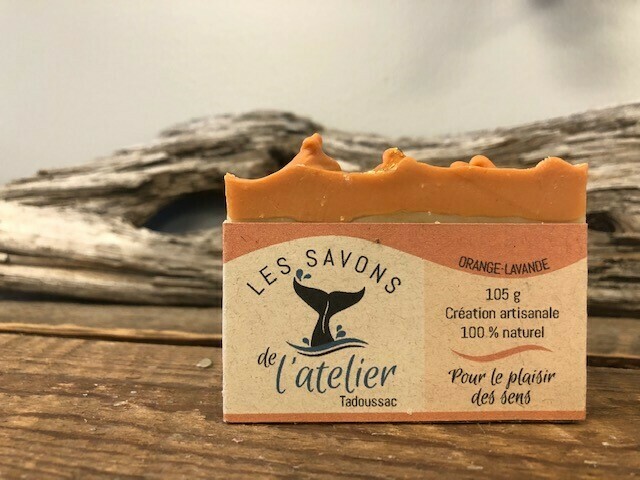 LES SAVONS
de l'atelier
Tadoussac
ORANGE-LAVANDE
105 g
Création artisanale
100 % naturel
Pour le plaisir
des sens